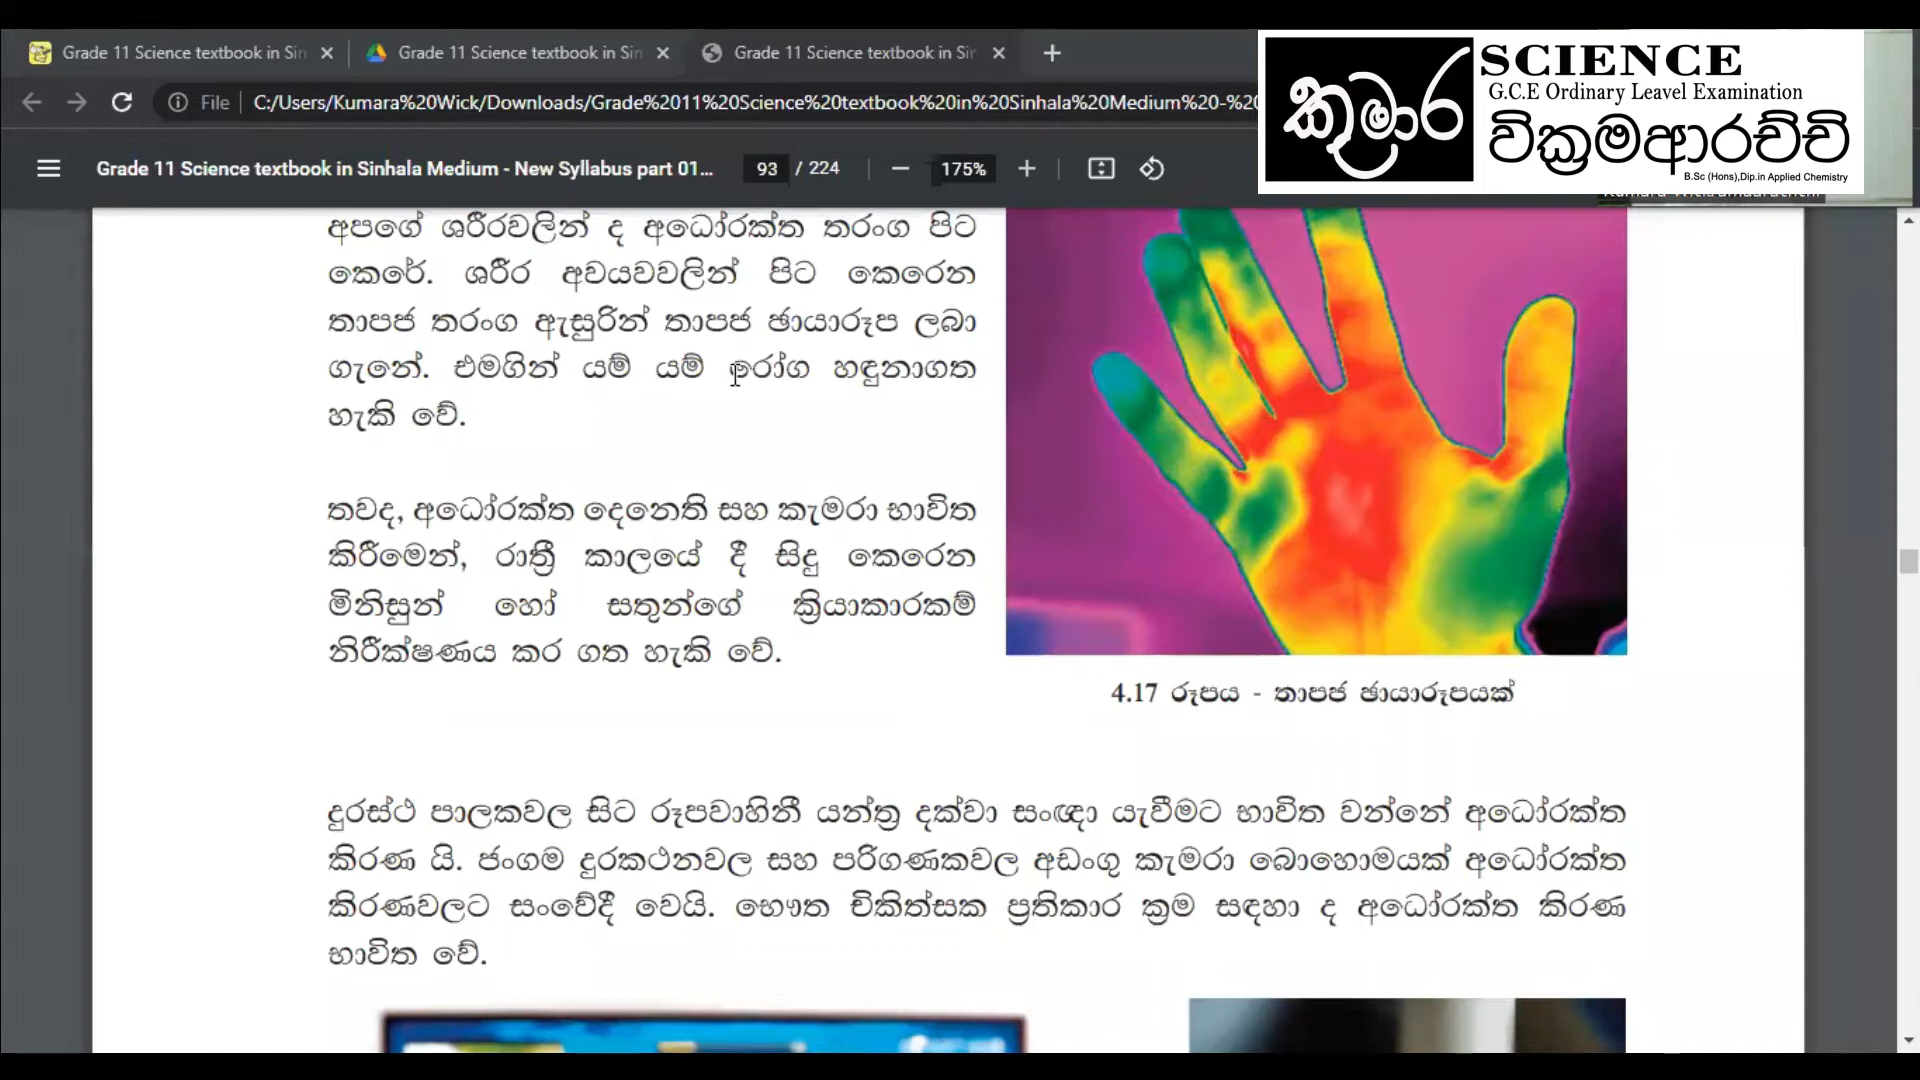 Grade 11 Science textbook in Sin
Grade 11 Science textbook in Sin
Grade 11 Science textbook in Sin
File
C:/Users/Kumara%20Wick/Downloads/Grade%2011%20Science%20textbook%20in%20Sinhala%20Medium%20-%20
Grade 11 Science textbook in Sinhala Medium - New Syllabus part 01...
93 / 224
175%
කුමාර
SCIENCE
G.C.E Ordinary Leavel Examination
වික්‍රමආරච්චි
B.Sc (Hons),Dip.in Applied Chemistry
අපගේ ශරීරවලින් ද අධෝරක්ත තරංග පිට
කෙරේ. ශරීර අවයවවලින් පිට කෙරෙන
තාපජ තරංග ඇසුරින් තාපජ ඡායාරූප ලබා
ගැනේ. එමගින් යම් යම් රෝග හඳුනාගත
හැකි වේ.
තවද, අධෝරක්ත දෙනෙති සහ කැමරා භාවිත
කිරීමෙන්, රාත්‍රී කාලයේ දී සිදු කෙරෙන
මිනිසුන් හෝ සතුන්ගේ ක්‍රියාකාරකම්
නිරීක්ෂණය කර ගත හැකි වේ.
4.17 රූපය - තාපජ ඡායාරූපයක්
දුරස්ථ පාලකවල සිට රූපවාහිනී යන්ත්‍ර දක්වා සංඥා යැවීමට භාවිත වන්නේ අධෝරක්ත
කිරණ යි. ජංගම දුරකථනවල සහ පරිගණකවල අඩංගු කැමරා බොහොමයක් අධෝරක්ත
කිරණවලට සංවේදී වෙයි. භෞත චිකිත්සක ප්‍රතිකාර ක්‍රම සඳහා ද අධෝරක්ත කිරණ
භාවිත වේ.